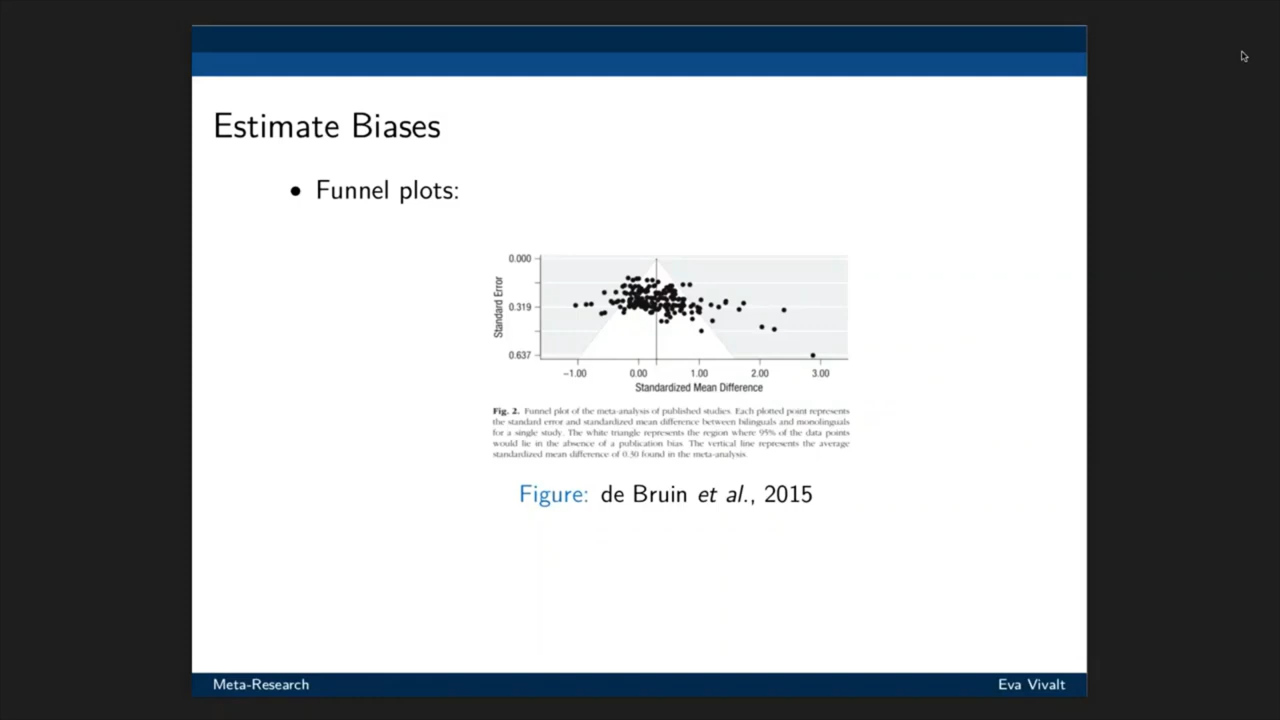 Estimate Biases
• Funnel plots:
0.000
0.319
0.637
Standard Error
−1.00 0.00 1.00 2.00 3.00
Standardized Mean Difference
Fig. 2. Funnel plot of the meta-analysis of published studies. Each plotted point represents
the standard error and standardized mean difference between bilinguals and monolinguals
for a single study. The white triangle represents the region where 95% of the data points
would lie in the absence of a publication bias. The vertical line represents the average
standardized mean difference of 0.30 found in the meta-analysis.
Figure: de Bruin et al., 2015
Meta-Research
Eva Vivalt